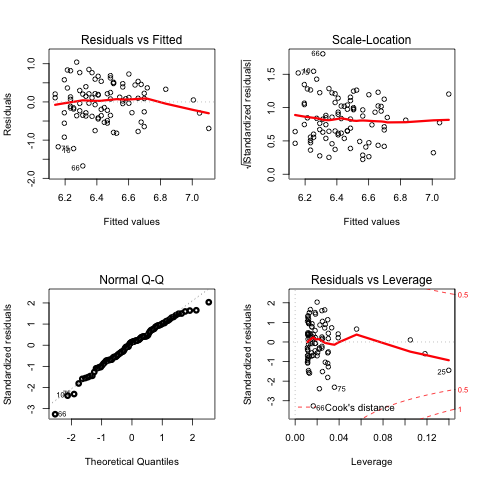 Residuals vs Fitted
Residuals
1.0
0.0
-1.0
-2.0
66
6.2 6.4 6.6 6.8 7.0
Fitted values
Scale-Location
√|Standardized residuals|
1.5
1.0
0.5
0.0
66
6.2 6.4 6.6 6.8 7.0
Fitted values
Normal Q-Q
Standardized residuals
2
1
0
-1
-2
-3
66
-2 -1 0 1 2
Theoretical Quantiles
Residuals vs Leverage
Standardized residuals
2
1
0
-1
-2
-3
0.5
25
75
0.5
66 Cook's distance
1
0.00 0.04 0.08 0.12
Leverage